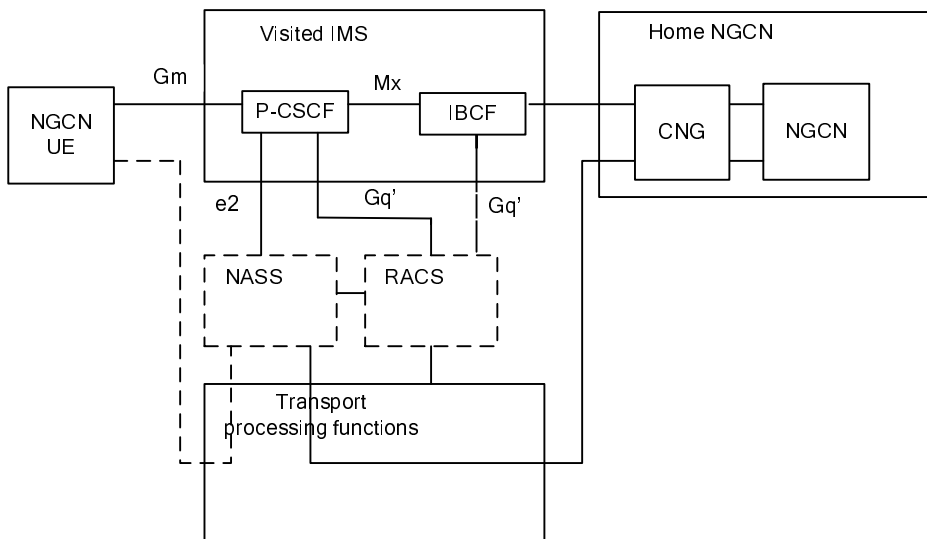 Visited IMS
Home NGCN
Gm
Mx
NGCN
UE
P-CSCF
IBCF
CNG
NGCN
e2
Gq’
Gq’
NASS
RACS
Transport
processing functions